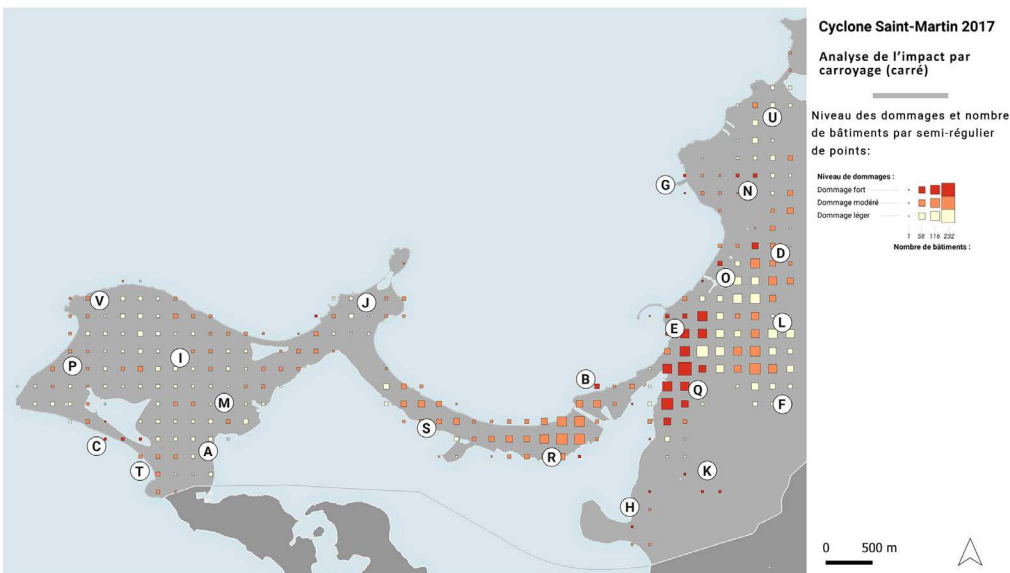 Cyclone Saint-Martin 2017
Analyse de l'impact par
carroyage (carré)
Niveau des dommages et nombre
de bâtiments par semi-régulier
de points:
Niveau de dommages :
Dommage fort
Dommage modéré
Dommage léger
1 58 116 232
Nombre de bâtiments :
U
G
N
D
O
V
J
L
E
I
P
B
Q
M
F
S
C
A
R
T
K
H
0 500 m